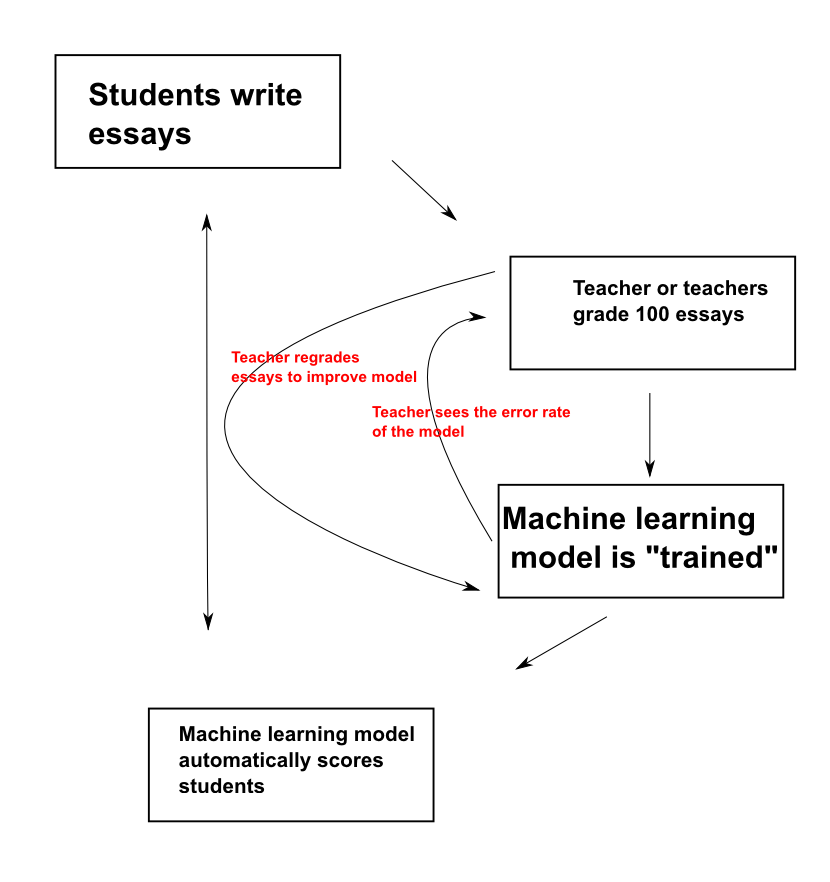 Students write
essays
Teacher or teachers
grade 100 essays
Teacher regrades
essays to improve model
Teacher sees the error rate
of the model
Machine learning
model is "trained"
Machine learning model
automatically scores
students